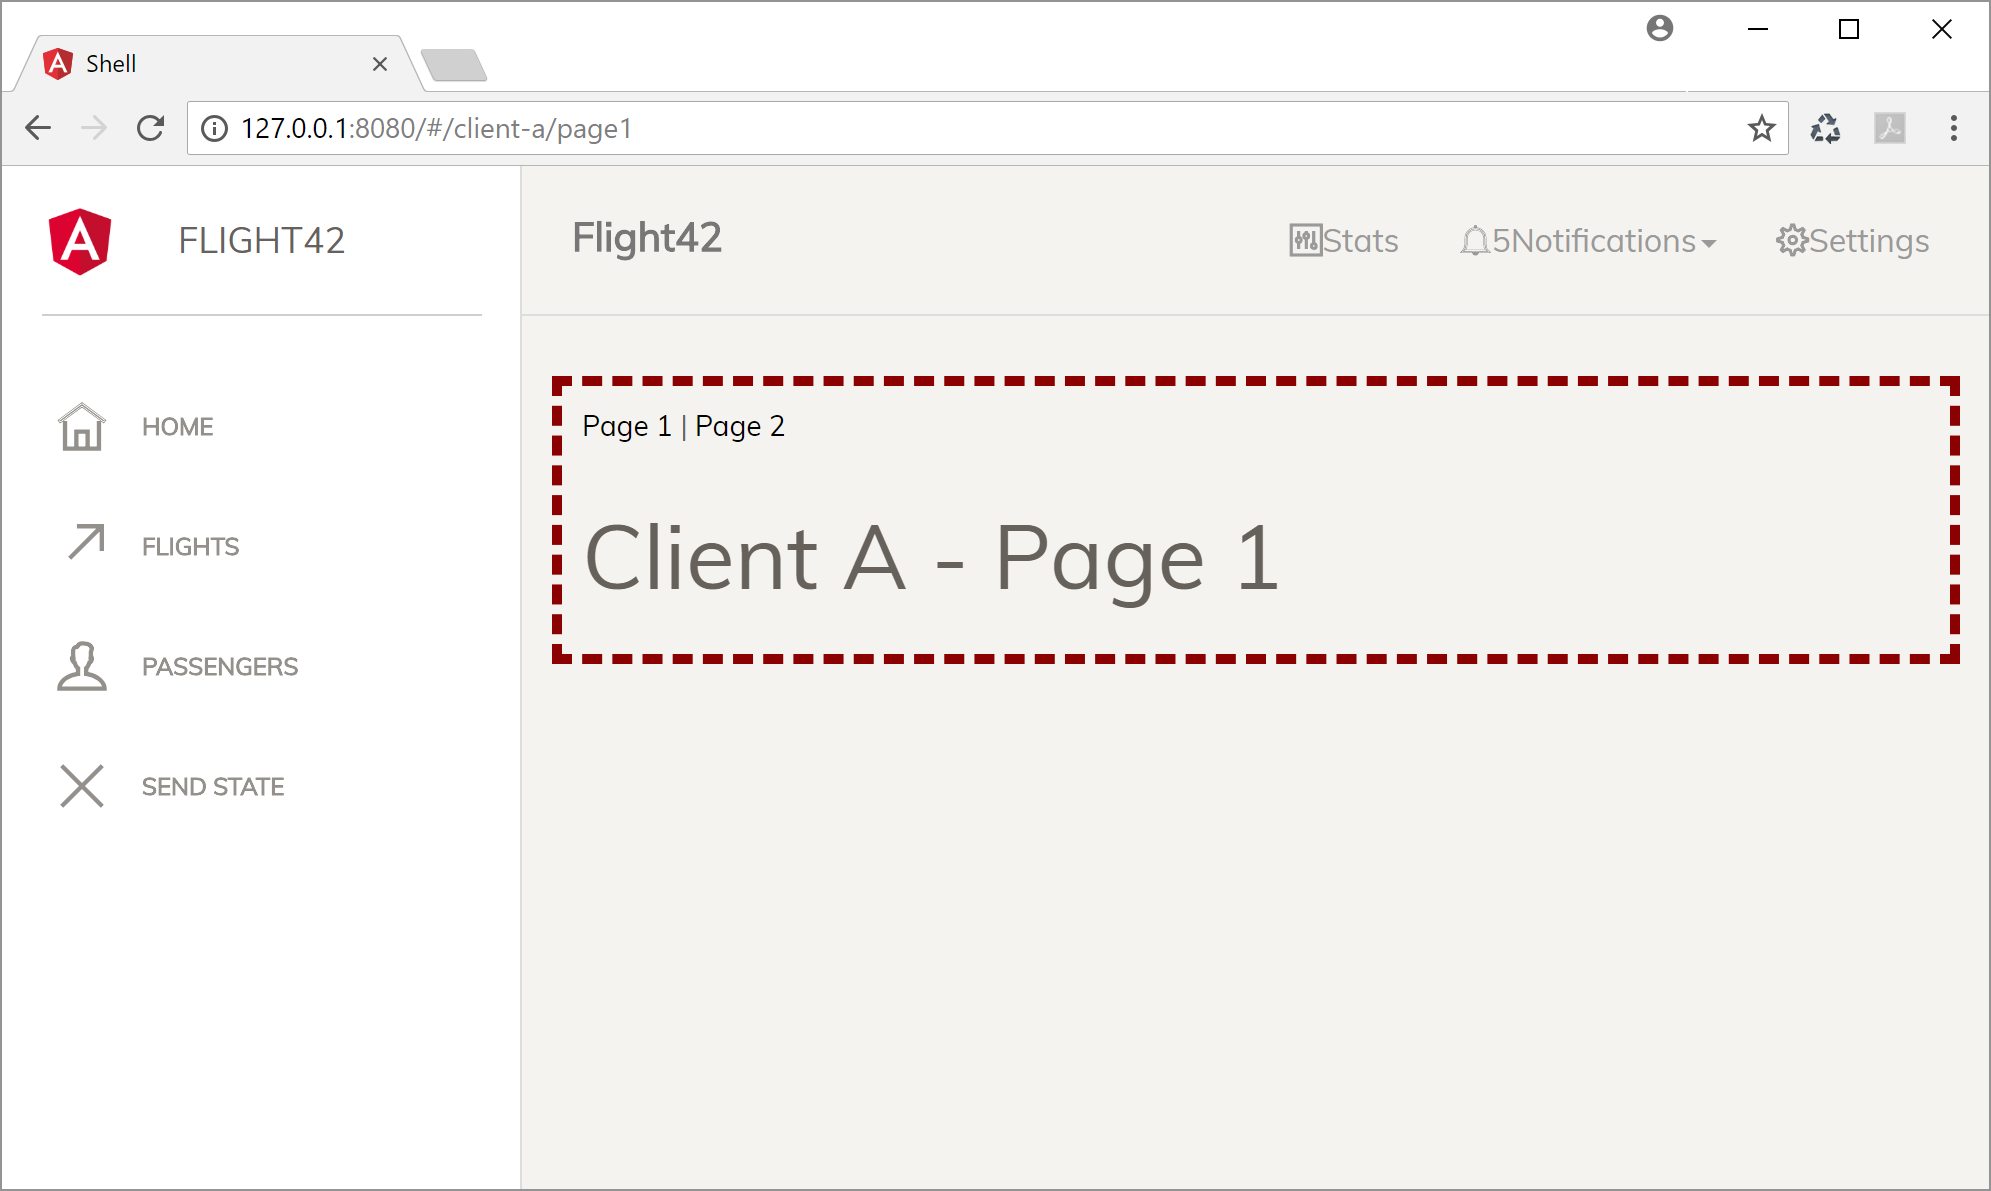 Shell
127.0.0.1:8080/#/client-a/page1
FLIGHT42
Flight42
Stats
5Notifications
Settings
HOME
FLIGHTS
PASSENGERS
SEND STATE
Page 1 | Page 2
Client A - Page 1